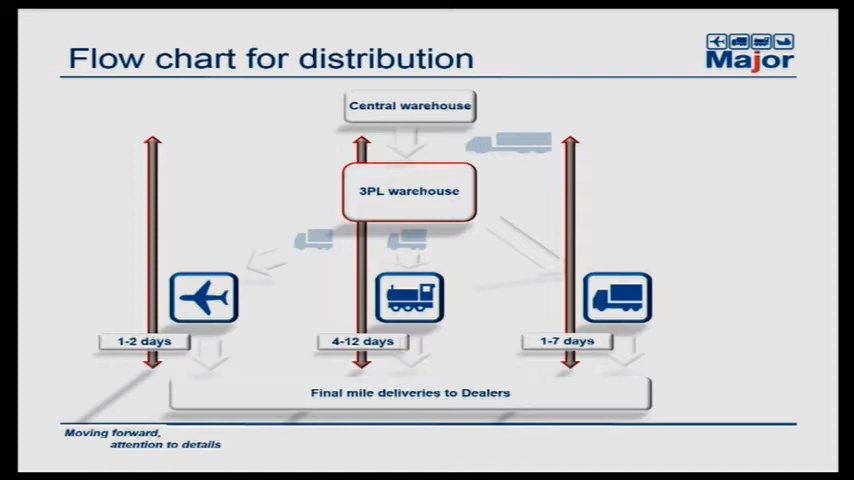 Flow chart for distribution
Major
Central warehouse
3PL warehouse
1-2 days
4-12 days
1-7 days
Final mile deliveries to Dealers
Moving forward,
attention to details